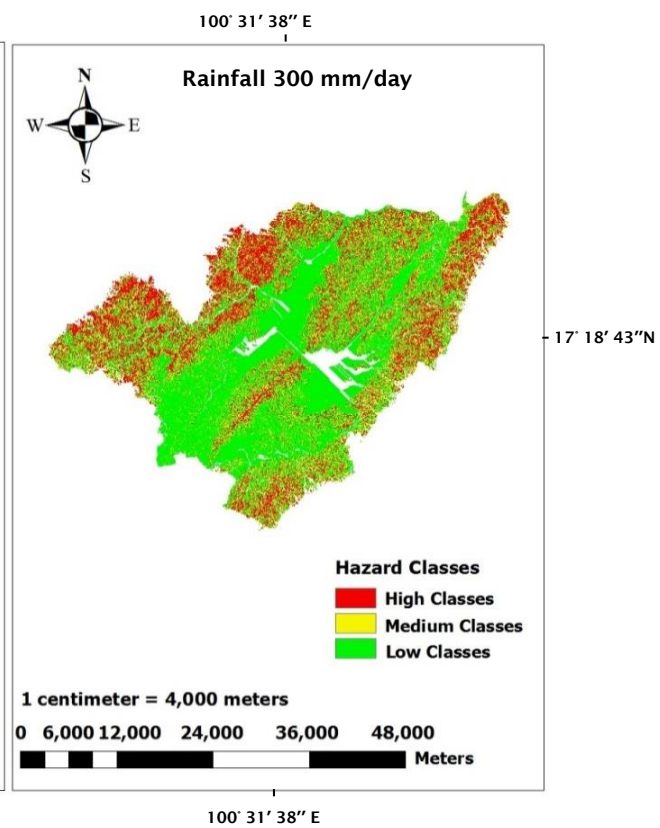 100° 31′ 38″ E
Rainfall 300 mm/day
N
W E
S
17° 18′ 43″N
Hazard Classes
High Classes
Medium Classes
Low Classes
1 centimeter = 4,000 meters
0 6,000 12,000 24,000 36,000 48,000
Meters
100° 31′ 38″ E